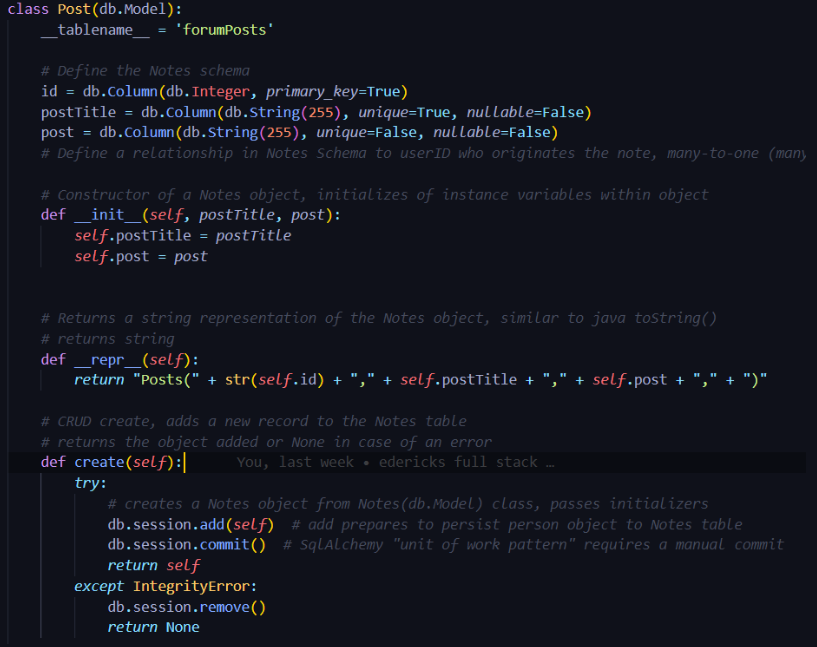 class Post(db.Model):
    __tablename__ = 'forumPosts'

    # Define the Notes schema
    id = db.Column(db.Integer, primary_key=True)
    postTitle = db.Column(db.String(255), unique=True, nullable=False)
    post = db.Column(db.String(255), unique=False, nullable=False)
    # Define a relationship in Notes Schema to userID who originates the note, many-to-one (many

    # Constructor of a Notes object, initializes of instance variables within object
    def __init__(self, postTitle, post):
        self.postTitle = postTitle
        self.post = post


    # Returns a string representation of the Notes object, similar to java toString()
    # returns string
    def __repr__(self):
        return "Posts(" + str(self.id) + "," + self.postTitle + "," + self.post + "," + ")"

    # CRUD create, adds a new record to the Notes table
    # returns the object added or None in case of an error
    def create(self):    You, last week • edericks full stack …
        try:
            # creates a Notes object from Notes(db.Model) class, passes initializers
            db.session.add(self)  # add prepares to persist person object to Notes table
            db.session.commit()  # SqlAlchemy "unit of work pattern" requires a manual commit
            return self
        except IntegrityError:
            db.session.remove()
            return None